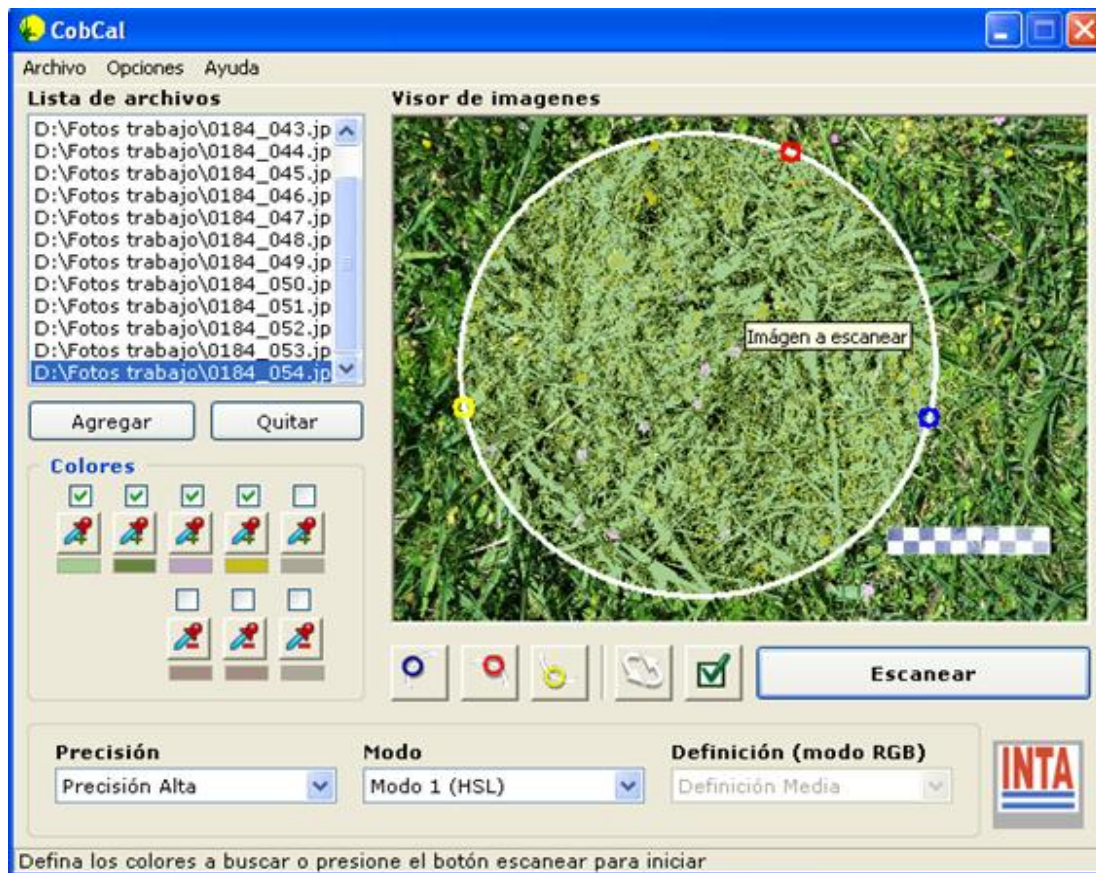 CobCal
Archivo Opciones Ayuda
Lista de archivos
Visor de imagenes
D:\Fotos trabajo\0184_043.jp
D:\Fotos trabajo\0184_044.jp
D:\Fotos trabajo\0184_045.jp
D:\Fotos trabajo\0184_046.jp
D:\Fotos trabajo\0184_047.jp
D:\Fotos trabajo\0184_048.jp
D:\Fotos trabajo\0184_049.jp
D:\Fotos trabajo\0184_050.jp
D:\Fotos trabajo\0184_051.jp
D:\Fotos trabajo\0184_052.jp
D:\Fotos trabajo\0184_053.jp
D:\Fotos trabajo\0184_054.jp
Imágen a escanear
Agregar Quitar
Colores
Escanear
Precisión Modo Definición (modo RGB)
Precisión Alta Modo 1 (HSL) Definición Media
INTA
Defina los colores a buscar o presione el botón escanear para iniciar